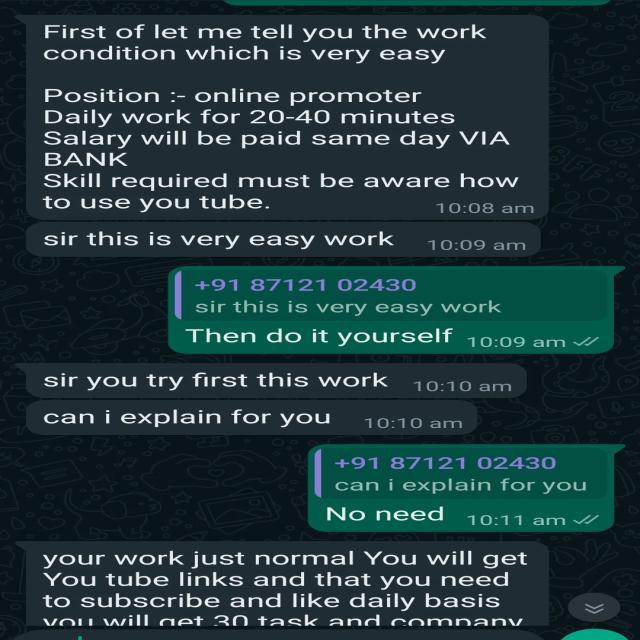 First of let me tell you the work
condition which is very easy
Position :- online promoter
Daily work for 20-40 minutes
Salary will be paid same day VIA
BANK
Skill required must be aware how
to use you tube.
10:08 am
sir this is very easy work
10:09 am
+91 87121 02430
sir this is very easy work
Then do it yourself
10:09 am
sir you try first this work
10:10 am
can i explain for you
10:10 am
+91 87121 02430
can i explain for you
No need
10:11 am
your work just normal You will get
You tube links and that you need
to subscribe and like daily basis
you will get 30 task and company